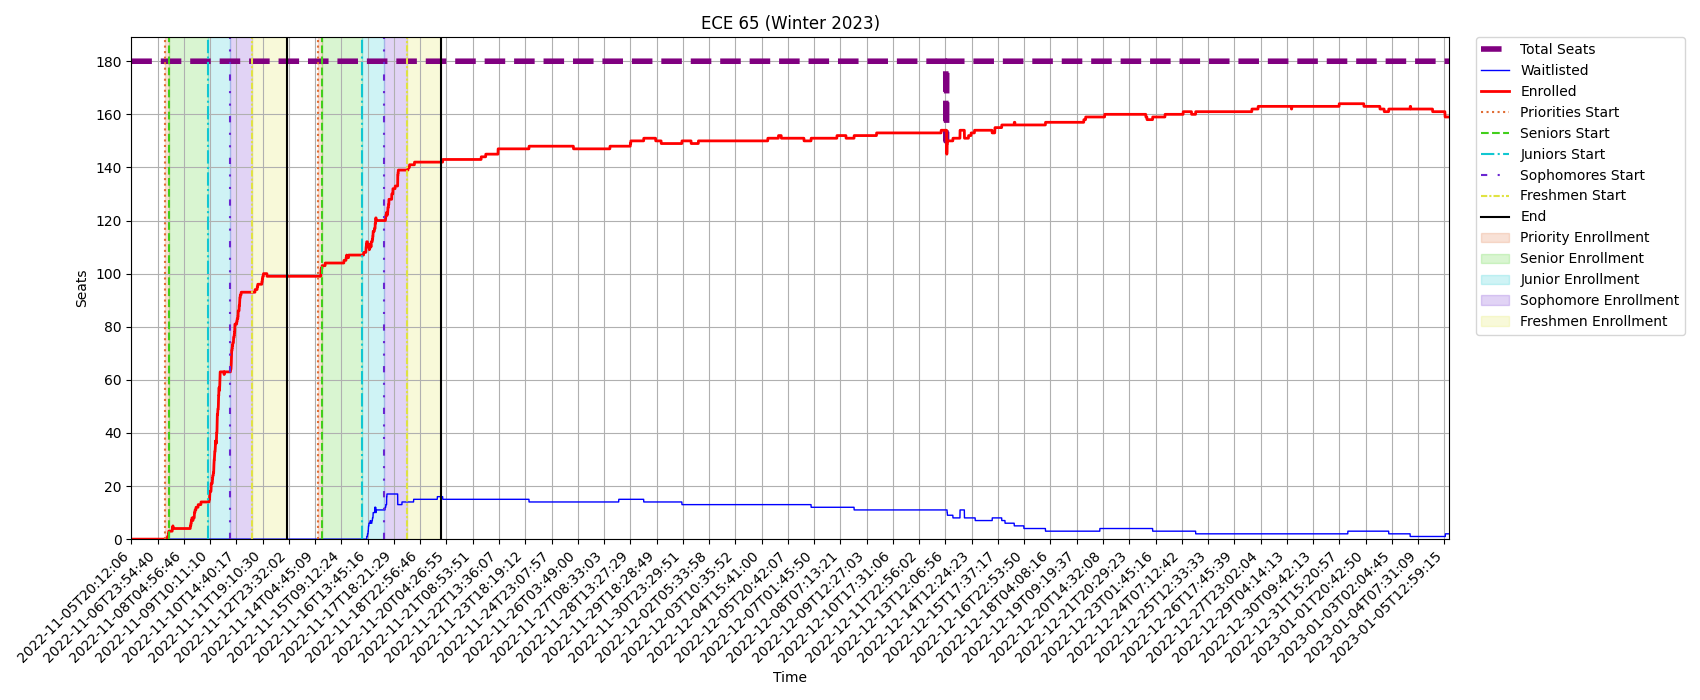 ECE 65 (Winter 2023)
180
160
140
120
100
80
60
40
20
0
Seats
2022-11-05T20:12:06
2022-11-06T23:54:40
2022-11-08T04:56:46
2022-11-09T10:11:10
2022-11-10T14:40:17
2022-11-11T19:10:30
2022-11-12T23:32:02
2022-11-14T04:45:09
2022-11-15T09:12:24
2022-11-16T13:45:16
2022-11-17T18:21:29
2022-11-18T22:56:46
2022-11-20T04:26:55
2022-11-21T08:53:51
2022-11-22T13:36:07
2022-11-23T18:19:12
2022-11-24T23:07:57
2022-11-26T03:49:00
2022-11-27T08:33:03
2022-11-28T13:27:29
2022-11-29T18:28:49
2022-11-30T23:29:51
2022-12-02T05:33:58
2022-12-03T10:35:52
2022-12-04T15:41:00
2022-12-05T20:42:07
2022-12-07T01:45:50
2022-12-08T07:13:21
2022-12-09T12:27:03
2022-12-10T17:31:06
2022-12-11T22:56:02
2022-12-13T12:06:56
2022-12-14T12:24:23
2022-12-15T17:37:17
2022-12-16T22:53:50
2022-12-18T04:08:16
2022-12-19T09:19:37
2022-12-20T14:32:08
2022-12-21T20:29:23
2022-12-23T01:45:16
2022-12-24T07:12:42
2022-12-25T12:33:33
2022-12-26T17:45:39
2022-12-27T23:02:04
2022-12-29T04:14:13
2022-12-30T09:42:13
2022-12-31T15:20:57
2023-01-01T20:42:56
2023-01-03T02:04:45
2023-01-04T07:31:09
2023-01-05T12:59:15
Time
Total Seats
Waitlisted
Enrolled
Priorities Start
Seniors Start
Juniors Start
Sophomores Start
Freshmen Start
End
Priority Enrollment
Senior Enrollment
Junior Enrollment
Sophomore Enrollment
Freshmen Enrollment